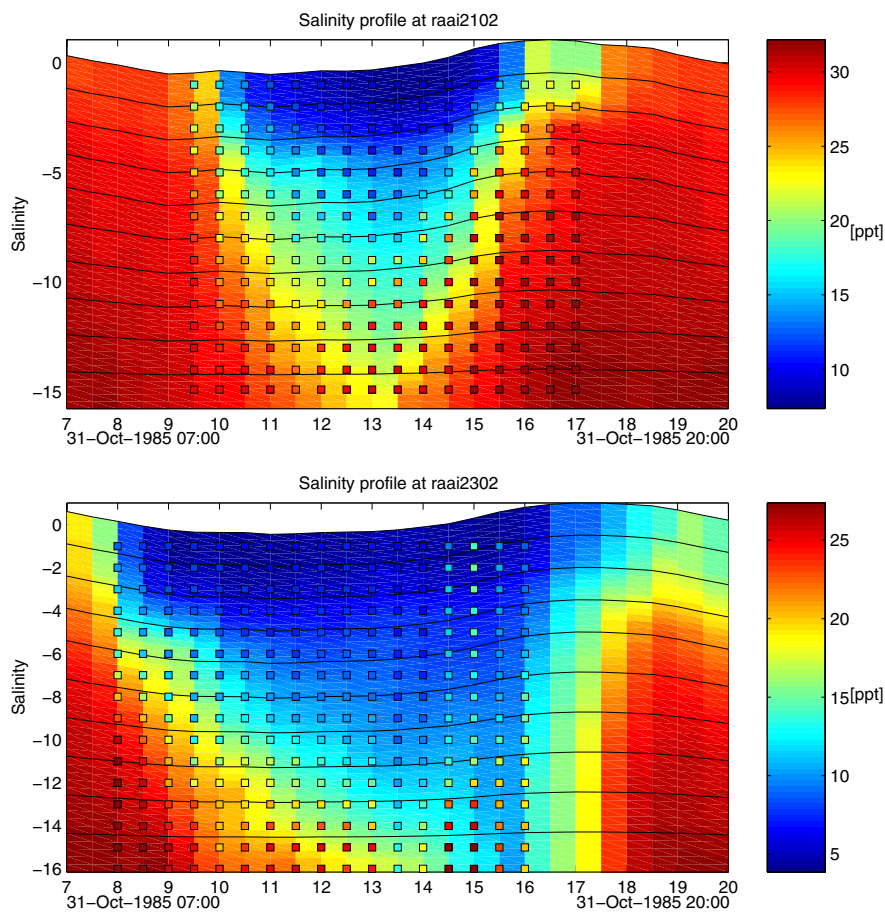 Salinity profile at raai2102
0
−5
−10
−15
Salinity
7 8 9 10 11 12 13 14 15 16 17 18 19 20
31−Oct−1985 07:00 31−Oct−1985 20:00
30
25
20
15
10
[ppt]
Salinity profile at raai2302
0
−2
−4
−6
−8
−10
−12
−14
−16
Salinity
7 8 9 10 11 12 13 14 15 16 17 18 19 20
31−Oct−1985 07:00 31−Oct−1985 20:00
25
20
15
10
5
[ppt]